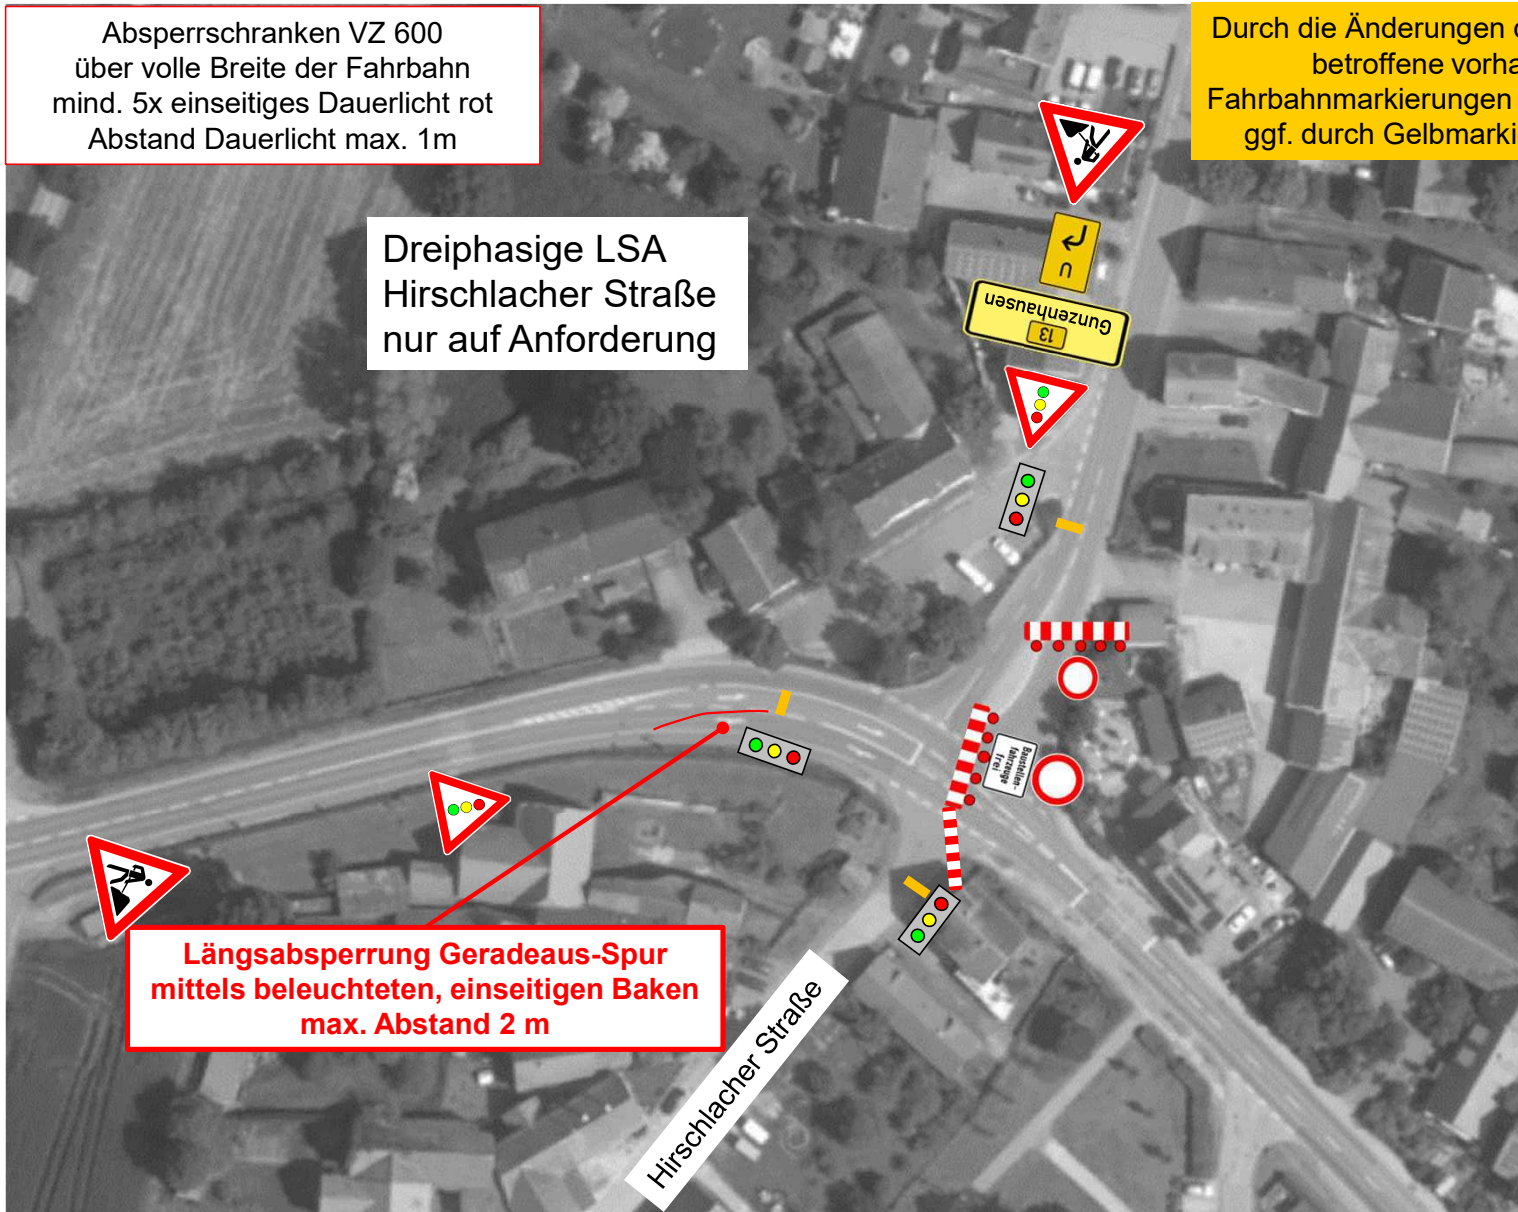 Absperrschranken VZ 600
über volle Breite der Fahrbahn
mind. 5x einseitiges Dauerlicht rot
Abstand Dauerlicht max. 1m
Durch die Änderungen
betroffene
Fahrbahnmarkierungen
ggf. durch
Dreiphasige LSA
Hirschlacher Straße
nur auf Anforderung
U
Gunzenhausen
13
Baustellen-
fahrzeuge
frei
Längsabsperrung Geradeaus-Spur
mittels beleuchteten, einseitigen Baken
max. Abstand 2 m
Hirschlacher Straße